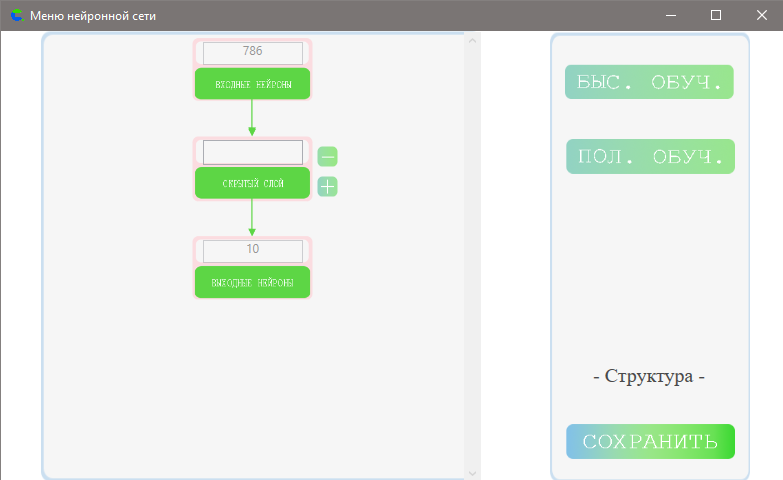 Меню нейронной сети
786
ВХОДНЫЕ НЕЙРОНЫ
СКРЫТЫЙ СЛОЙ
10
ВЫХОДНЫЕ НЕЙРОНЫ
БЫС. ОБУЧ.
ПОЛ. ОБУЧ.
- Структура -
СОХРАНИТЬ